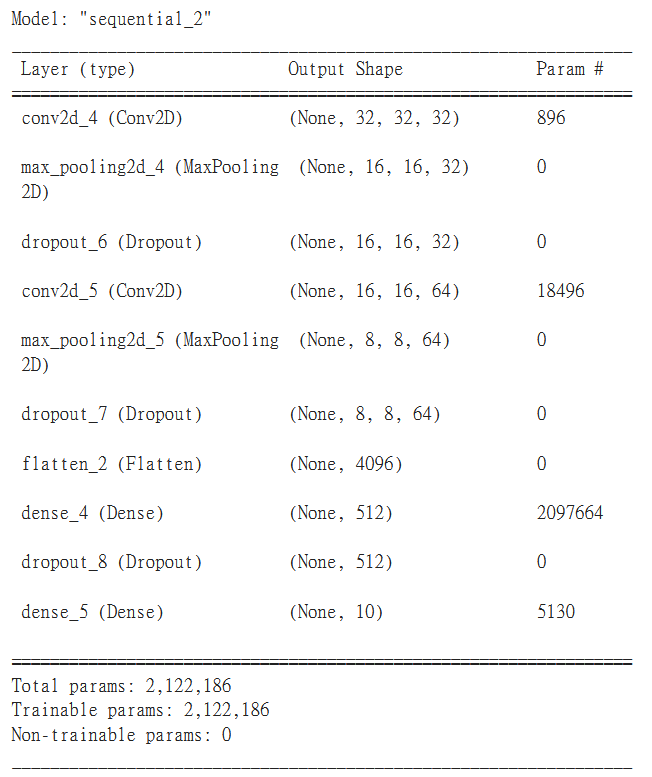 Model: "sequential_2"
Layer (type) Output Shape Param #
conv2d_4 (Conv2D) (None, 32, 32, 32) 896
max_pooling2d_4 (MaxPooling (None, 16, 16, 32) 0
2D)
dropout_6 (Dropout) (None, 16, 16, 32) 0
conv2d_5 (Conv2D) (None, 16, 16, 64) 18496
max_pooling2d_5 (MaxPooling (None, 8, 8, 64) 0
2D)
dropout_7 (Dropout) (None, 8, 8, 64) 0
flatten_2 (Flatten) (None, 4096) 0
dense_4 (Dense) (None, 512) 2097664
dropout_8 (Dropout) (None, 512) 0
dense_5 (Dense) (None, 10) 5130
Total params: 2,122,186
Trainable params: 2,122,186
Non-trainable params: 0